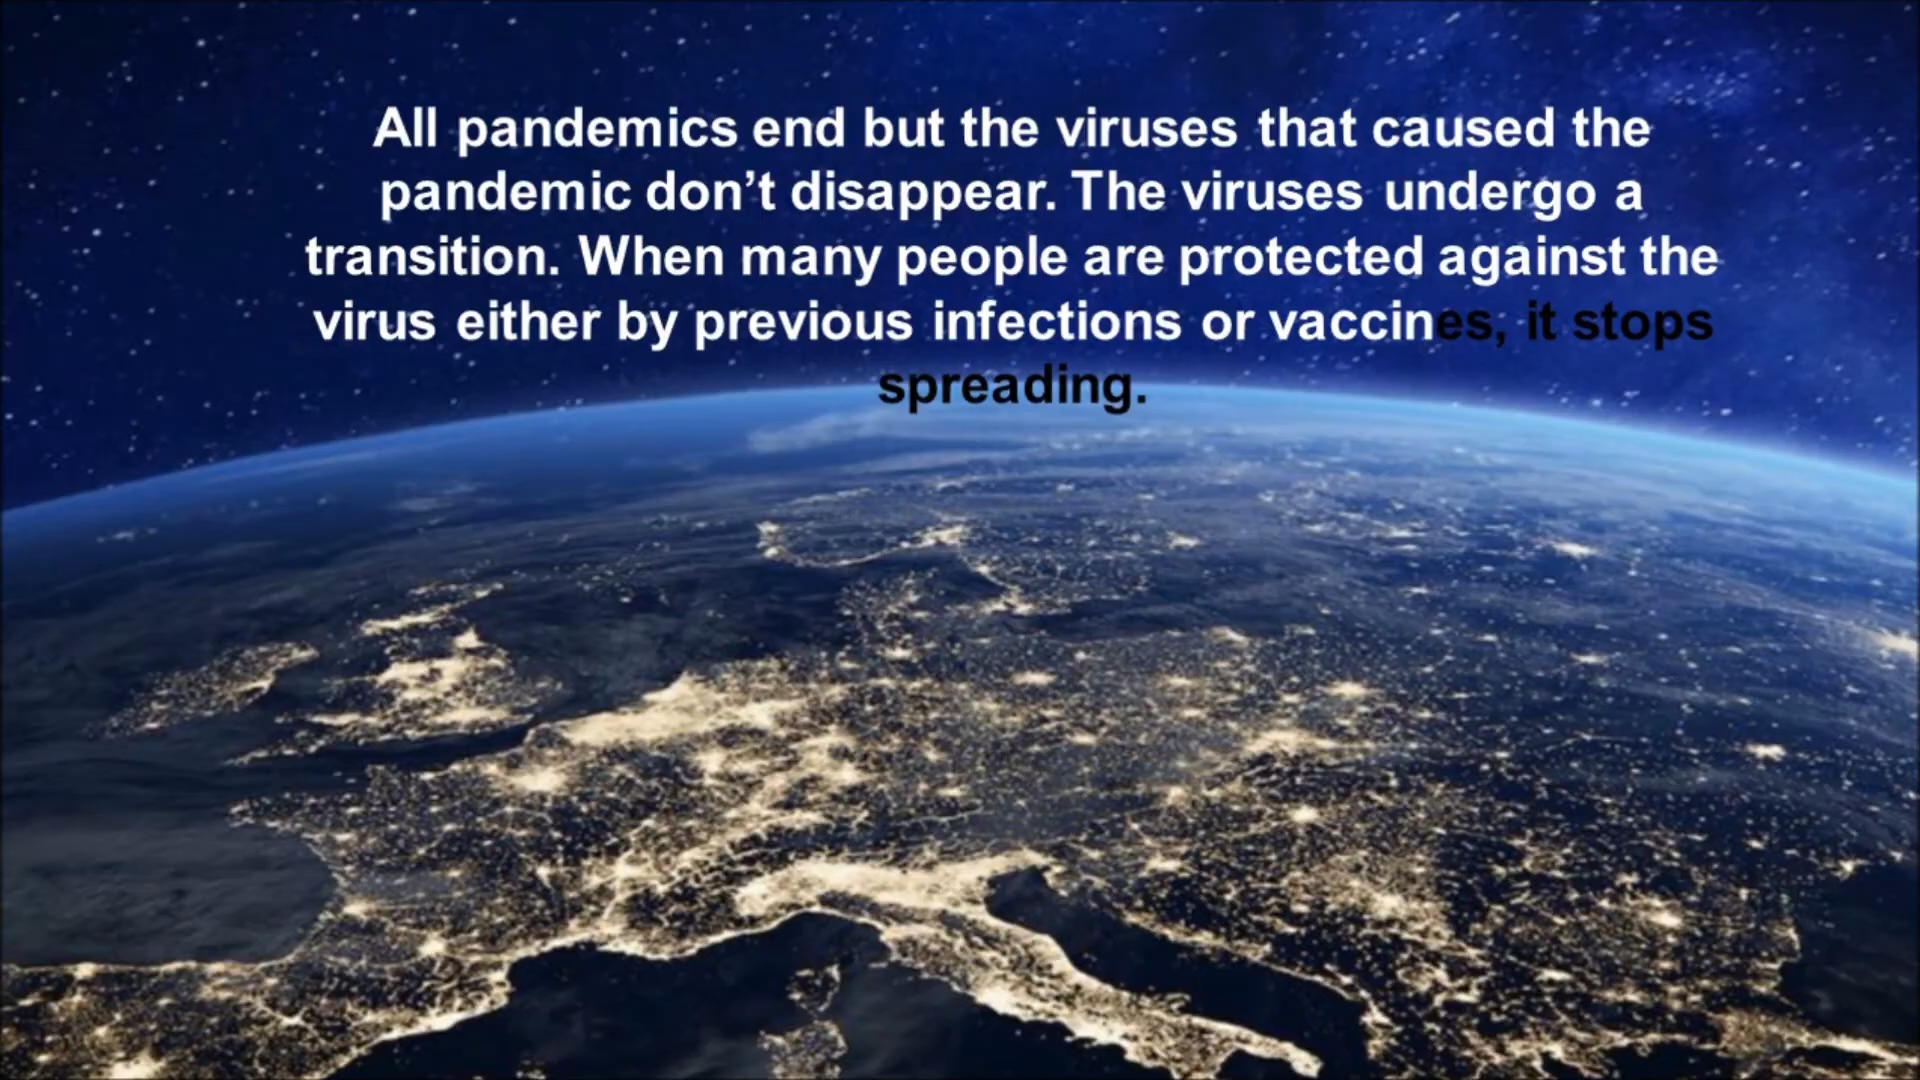 All pandemics end but the viruses that caused the
pandemic don’t disappear. The viruses undergo a
transition. When many people are protected against the
virus either by previous infections or vaccines, it stops
spreading.